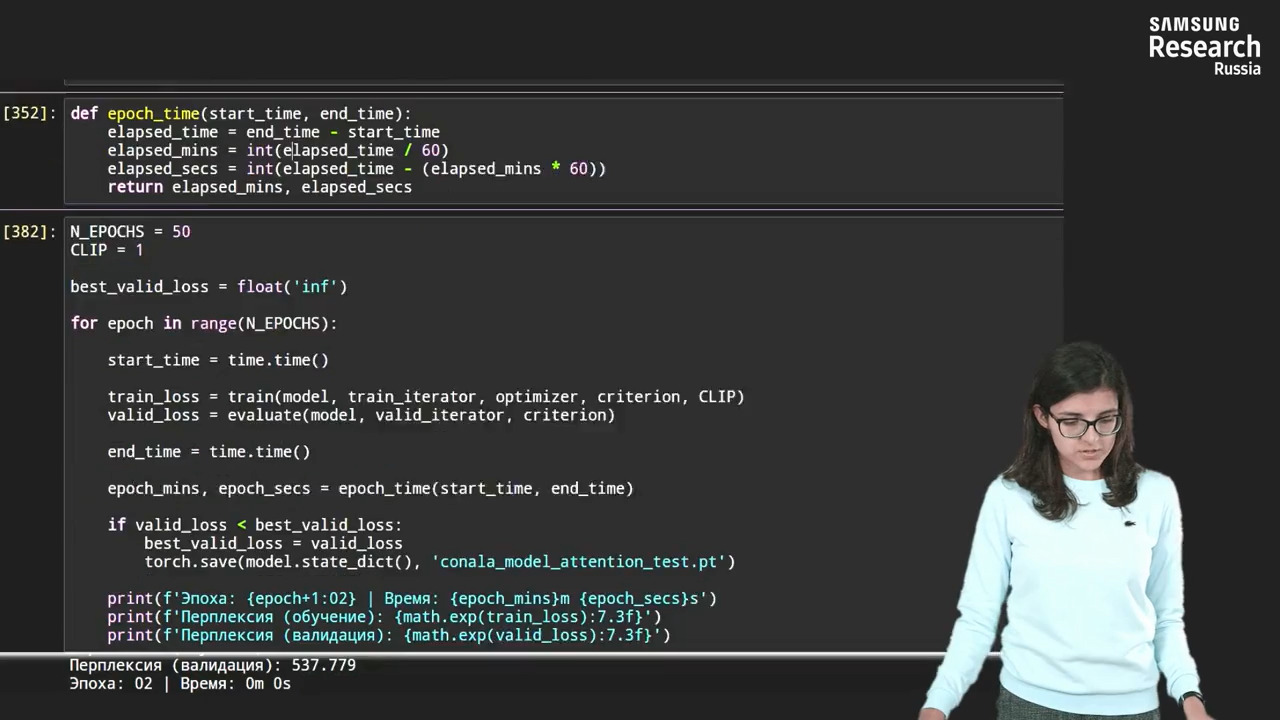 SAMSUNG
Research
Russia
[352]: def epoch_time(start_time, end_time):
elapsed_time = end_time - start_time
elapsed_mins = int(elapsed_time / 60)
elapsed_secs = int(elapsed_time - (elapsed_mins * 60))
return elapsed_mins, elapsed_secs
[382]: N_EPOCHS = 50
CLIP = 1
best_valid_loss = float('inf')
for epoch in range(N_EPOCHS):
start_time = time.time()
train_loss = train(model, train_iterator, optimizer, criterion, CLIP)
valid_loss = evaluate(model, valid_iterator, criterion)
end_time = time.time()
epoch_mins, epoch_secs = epoch_time(start_time, end_time)
if valid_loss < best_valid_loss:
best_valid_loss = valid_loss
torch.save(model.state_dict(), 'conala_model_attention_test.pt')
print(f'Эпоха: {epoch+1:02} | Время: {epoch_mins}m {epoch_secs}s')
print(f'Перплексия (обучение): {math.exp(train_loss):7.3f}')
print(f'Перплексия (валидация): {math.exp(valid_loss):7.3f}')
Перплексия (валидация): 537.779
Эпоха: 02 | Время: 0m 0s